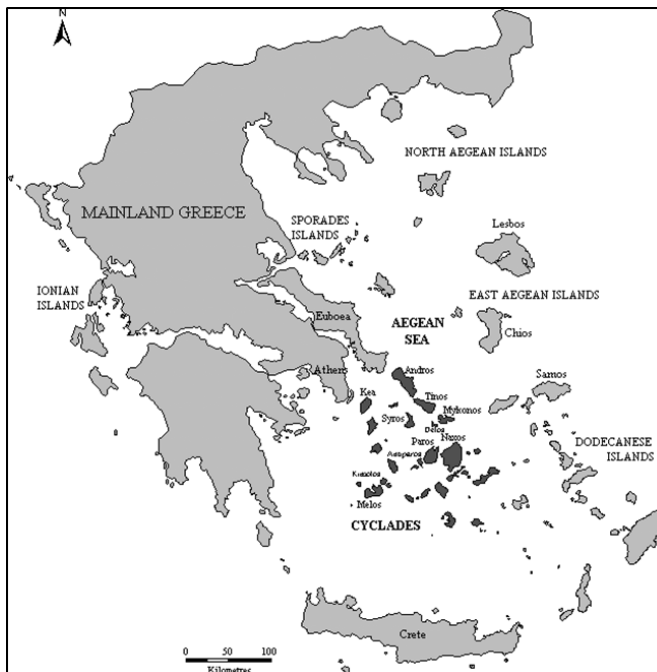 N
NORTH AEGEAN ISLANDS
MAINLAND GREECE
SPORADES
ISLANDS
Lesbos
IONIAN
ISLANDS
EAST AEGEAN ISLANDS
Euboea
AEGEAN
SEA
Chios
Athens
Andros
Samos
Kea
Tinos
Mykonos
Syros
Delos
Paros
Naxos
DODECANESE
ISLANDS
Antiparos
Kimolos
Melos
CYCLADES
Crete
0
50
100
Kilometres